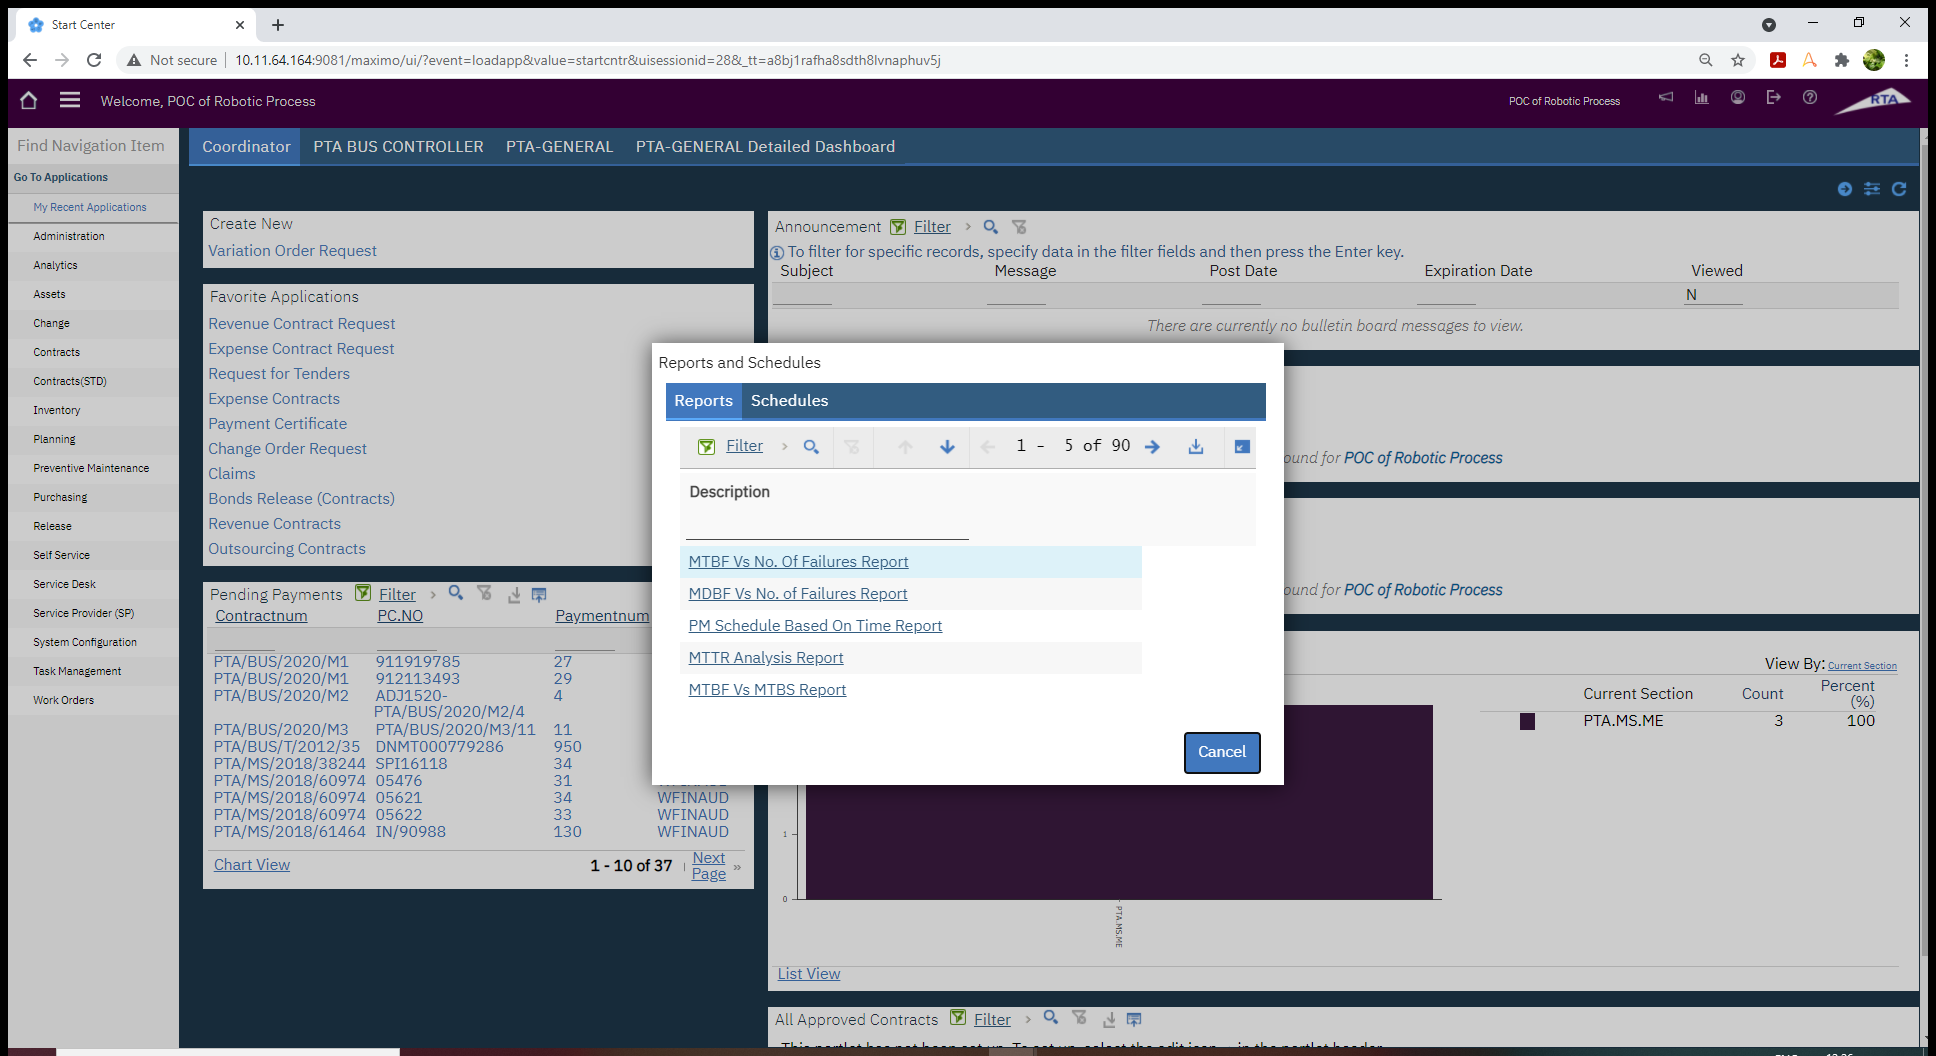 Start Center
Not secure
10.11.64.164:9081/maximo/ui/?event=loadapp&value=startcntr&uisessionid=28&_tt=a8bj1rafha8sdth8lvnaphuv5j
Welcome, POC of Robotic Process
POC of Robotic Process
RTA
Find Navigation Item
Go To Applications
My Recent Applications
Administration
Analytics
Assets
Change
Contracts
Contracts(STD)
Inventory
Planning
Preventive Maintenance
Purchasing
Release
Self Service
Service Desk
Service Provider (SP)
System Configuration
Task Management
Work Orders
Coordinator PTA BUS CONTROLLER PTA-GENERAL PTA-GENERAL Detailed Dashboard
Create New
Variation Order Request
Favorite Applications
Revenue Contract Request
Expense Contract Request
Request for Tenders
Expense Contracts
Payment Certificate
Change Order Request
Claims
Bonds Release (Contracts)
Revenue Contracts
Outsourcing Contracts
Pending Payments Filter
Contractnum PC.NO Paymentnum
PTA/BUS/2020/M1 911919785 27
PTA/BUS/2020/M1 912113493 29
PTA/BUS/2020/M2 ADJ1520- 4
PTA/BUS/2020/M2/4
PTA/BUS/2020/M3 PTA/BUS/2020/M3/11 11
PTA/BUS/T/2012/35 DNMT000779286 950
PTA/MS/2018/38244 SPI16118 34
PTA/MS/2018/60974 05476 31
PTA/MS/2018/60974 05621 34 WFINAUD
PTA/MS/2018/60974 05622 33 WFINAUD
PTA/MS/2018/61464 IN/90988 130 WFINAUD
Chart View 1 - 10 of 37 Next Page »
Announcement Filter
To filter for specific records, specify data in the filter fields and then press the Enter key.
Subject Message Post Date Expiration Date Viewed
N
There are currently no bulletin board messages to view.
Reports and Schedules
Reports Schedules
Filter 1 - 5 of 90
Description
MTBF Vs No. Of Failures Report
MDBF Vs No. of Failures Report
PM Schedule Based On Time Report
MTTR Analysis Report
MTBF Vs MTBS Report
Cancel
ound for POC of Robotic Process
ound for POC of Robotic Process
View By: Current Section
Current Section Count Percent (%)
PTA.MS.ME 3 100
1
0
PTA.MS.ME
List View
All Approved Contracts Filter